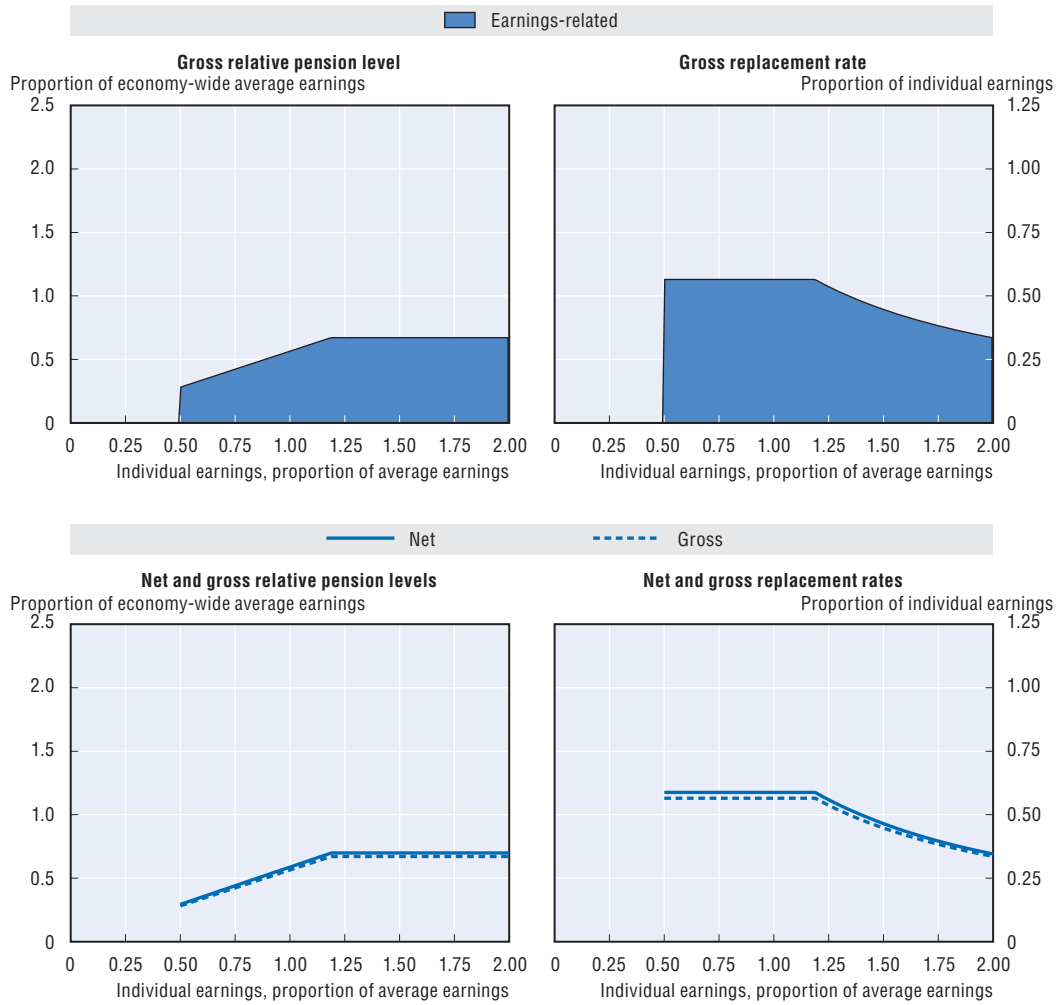 Earnings-related
Gross relative pension level
Proportion of economy-wide average earnings
2.5
2.0
1.5
1.0
0.5
0
0 0.25 0.50 0.75 1.00 1.25 1.50 1.75 2.00
Individual earnings, proportion of average earnings
Gross replacement rate
Proportion of individual earnings
1.25
1.00
0.75
0.50
0.25
0
0 0.25 0.50 0.75 1.00 1.25 1.50 1.75 2.00
Individual earnings, proportion of average earnings
Net Gross
Net and gross relative pension levels
Proportion of economy-wide average earnings
2.5
2.0
1.5
1.0
0.5
0
0 0.25 0.50 0.75 1.00 1.25 1.50 1.75 2.00
Individual earnings, proportion of average earnings
Net and gross replacement rates
Proportion of individual earnings
1.25
1.00
0.75
0.50
0.25
0
0 0.25 0.50 0.75 1.00 1.25 1.50 1.75 2.00
Individual earnings, proportion of average earnings